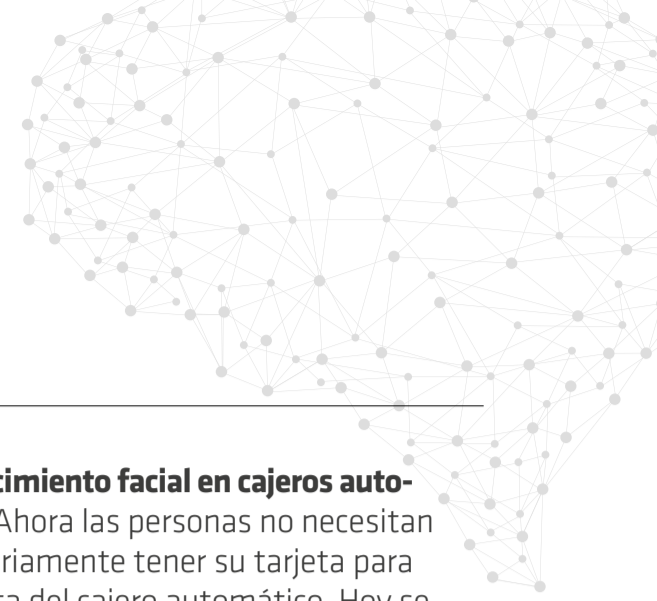 cimiento facial en cajeros auto-
Ahora las personas no necesitan
riamente tener su tarjeta para
a del cajero automático. Hoy se